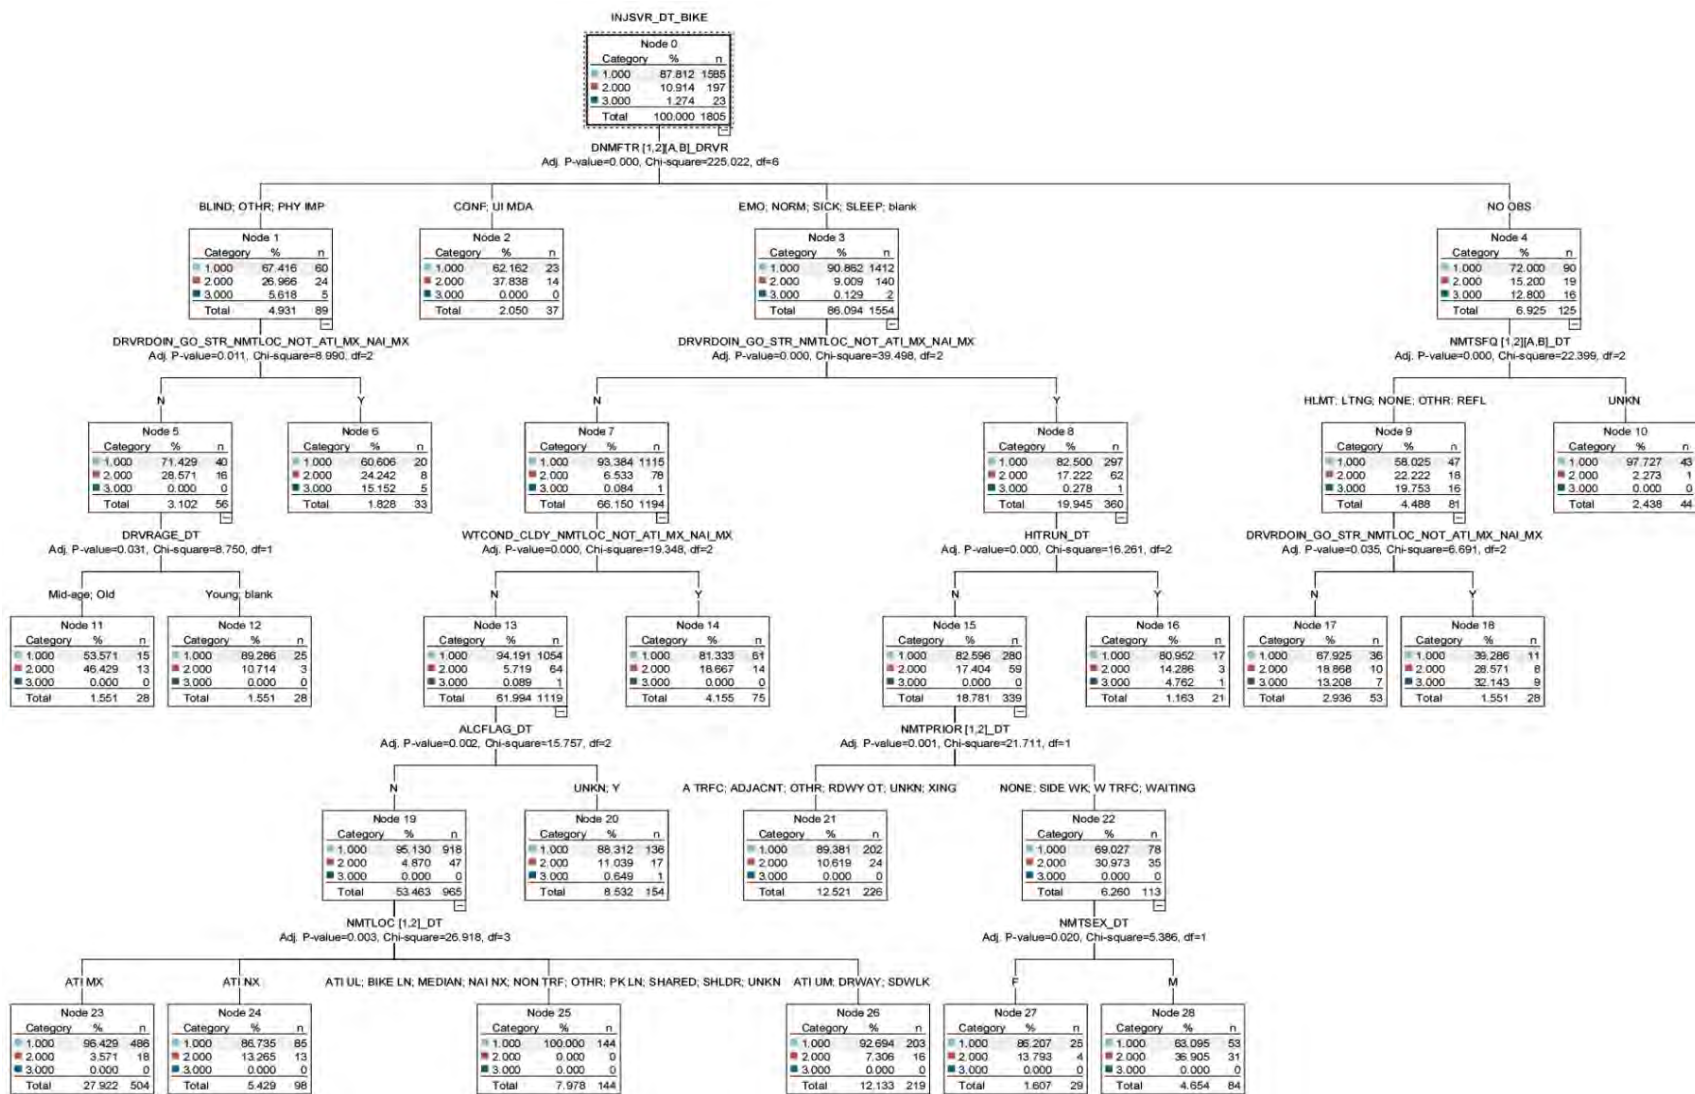 INJSVR_DT_BIKE
Node 0
Category % n
1.000 87.812 1585
2.000 10.914 197
3.000 1.274 23
Total 100.000 1805
DNMFTR [1,2][A,B]_DRVR
Adj. P-value=0.000, Chi-square=225.022, df=6
BLIND; OTHR; PHY IMP
CONF; UI MDA
EMO; NORM; SICK; SLEEP; blank
NO OBS
Node 1
Category % n
1.000 67.416 60
2.000 26.966 24
3.000 5.618 5
Total 4.931 89
Node 2
Category % n
1.000 62.162 23
2.000 37.838 14
3.000 0.000 0
Total 2.050 37
Node 3
Category % n
1.000 90.862 1412
2.000 9.009 140
3.000 0.129 2
Total 86.094 1554
Node 4
Category % n
1.000 72.000 90
2.000 15.200 19
3.000 12.800 16
Total 6.925 125
DRVRDOIN_GO_STR_NMTLOC_NOT_ATI_MX_NAI_MX
Adj. P-value=0.011, Chi-square=8.990, df=2
DRVRDOIN_GO_STR_NMTLOC_NOT_ATI_MX_NAI_MX
Adj. P-value=0.000, Chi-square=39.498, df=2
NMTSFQ [1,2][A,B]_DT
Adj. P-value=0.000, Chi-square=22.399, df=2
N
Y
N
Y
HLMT; LTNG; NONE; OTHR; REFL
UNKN
Node 5
Category % n
1.000 71.429 40
2.000 28.571 16
3.000 0.000 0
Total 3.102 56
Node 6
Category % n
1.000 60.606 20
2.000 24.242 8
3.000 15.152 5
Total 1.828 33
Node 7
Category % n
1.000 93.384 1115
2.000 6.533 78
3.000 0.084 1
Total 66.150 1194
Node 8
Category % n
1.000 82.500 297
2.000 17.222 62
3.000 0.278 1
Total 19.945 360
Node 9
Category % n
1.000 58.025 47
2.000 22.222 18
3.000 19.753 16
Total 4.488 81
Node 10
Category % n
1.000 97.727 43
2.000 2.273 1
3.000 0.000 0
Total 2.438 44
DRVRAGE_DT
Adj. P-value=0.031, Chi-square=8.750, df=1
WTCOND_CLDY_NMTLOC_NOT_ATI_MX_NAI_MX
Adj. P-value=0.000, Chi-square=19.348, df=2
HITRUN_DT
Adj. P-value=0.000, Chi-square=16.261, df=2
DRVRDOIN_GO_STR_NMTLOC_NOT_ATI_MX_NAI_MX
Adj. P-value=0.035, Chi-square=6.691, df=2
Mid-age; Old
Young; blank
N
Y
N
Y
N
Y
Node 11
Category % n
1.000 53.571 15
2.000 46.429 13
3.000 0.000 0
Total 1.551 28
Node 12
Category % n
1.000 89.286 25
2.000 10.714 3
3.000 0.000 0
Total 1.551 28
Node 13
Category % n
1.000 94.191 1054
2.000 5.719 64
3.000 0.089 1
Total 61.994 1119
Node 14
Category % n
1.000 81.333 61
2.000 18.667 14
3.000 0.000 0
Total 4.155 75
Node 15
Category % n
1.000 82.596 280
2.000 17.404 59
3.000 0.000 0
Total 18.781 339
Node 16
Category % n
1.000 80.952 17
2.000 14.286 3
3.000 4.762 1
Total 1.163 21
Node 17
Category % n
1.000 67.925 36
2.000 18.868 10
3.000 13.208 7
Total 2.936 53
Node 18
Category % n
1.000 39.286 11
2.000 28.571 8
3.000 32.143 9
Total 1.551 28
ALCFLAG_DT
Adj. P-value=0.002, Chi-square=15.757, df=2
NMTPRIOR [1,2]_DT
Adj. P-value=0.001, Chi-square=21.711, df=1
N
UNKN; Y
A TRFC; ADJACNT; OTHR; RDWY OT; UNKN; XING
NONE; SIDE WK; W TRFC; WAITING
Node 19
Category % n
1.000 95.130 918
2.000 4.870 47
3.000 0.000 0
Total 53.463 965
Node 20
Category % n
1.000 88.312 136
2.000 11.039 17
3.000 0.649 1
Total 8.532 154
Node 21
Category % n
1.000 89.381 202
2.000 10.619 24
3.000 0.000 0
Total 12.521 226
Node 22
Category % n
1.000 69.027 78
2.000 30.973 35
3.000 0.000 0
Total 6.260 113
NMTLOC [1,2]_DT
Adj. P-value=0.003, Chi-square=26.918, df=3
NMTSEX_DT
Adj. P-value=0.020, Chi-square=5.386, df=1
ATI MX
ATI NX
ATI UL; BIKE LN; MEDIAN; NAI NX; NON TRF; OTHR; PK LN; SHARED; SHLDR; UNKN
ATI UM; DRWAY; SDWLK
F
M
Node 23
Category % n
1.000 96.429 486
2.000 3.571 18
3.000 0.000 0
Total 27.922 504
Node 24
Category % n
1.000 86.735 85
2.000 13.265 13
3.000 0.000 0
Total 5.429 98
Node 25
Category % n
1.000 100.000 144
2.000 0.000 0
3.000 0.000 0
Total 7.978 144
Node 26
Category % n
1.000 92.694 203
2.000 7.306 16
3.000 0.000 0
Total 12.133 219
Node 27
Category % n
1.000 86.207 25
2.000 13.793 4
3.000 0.000 0
Total 1.607 29
Node 28
Category % n
1.000 63.095 53
2.000 36.905 31
3.000 0.000 0
Total 4.654 84